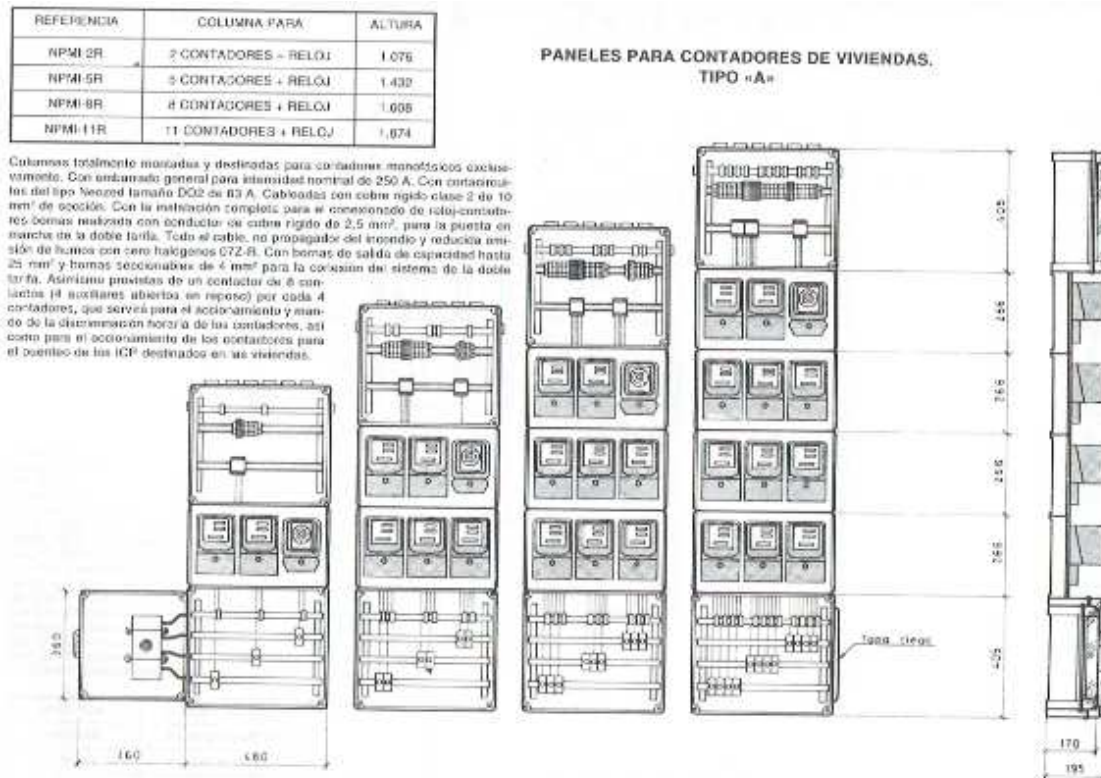 REFERENCIA COLUMNA PARA ALTURA
NPMI-2R 2 CONTADORES + RELOJ 1.076
NPMI-5R 5 CONTADORES + RELOJ 1.432
NPMI-8R 8 CONTADORES + RELOJ
NPMI-11R 11 CONTADORES + RELOJ 1.874
PANELES PARA CONTADORES DE VIVIENDAS.
TIPO «A»
Columnas totalmente montadas y destinadas para contadores monofásicos exclusi-
vamente. Con embarrado general para intensidad nominal de 250 A. Con cortacircui-
tos del tipo Neozed tamaño DO2 de 63 A. Cableadas con cobre rígido clase 2 de 10
mm² de sección. Con la instalación completa para el conexionado de reloj-contado-
res bornas realizada con conductor de cobre rígido de 2,5 mm², para la puesta en
marcha de la doble tarifa. Todo el cable, no propagador del incendio y reducida emi-
sión de humos con cero halógenos 07Z-R. Con bornas de salida de capacidad hasta
25 mm² y bornas seccionables de 4 mm² para la conexión del sistema de la doble
tarifa. Asimismo provistas de un contactor de 8 con-
tactos (4 auxiliares abiertos en reposo) por cada 4
contadores, que servirá para el accionamiento y man-
do de la discriminación horaria de los contadores, así
como para el accionamiento de los contactores para
el puenteo de los ICP destinados en las viviendas.
405
266
266
266
266
405
360
360
480
Tapa ciega
170
195